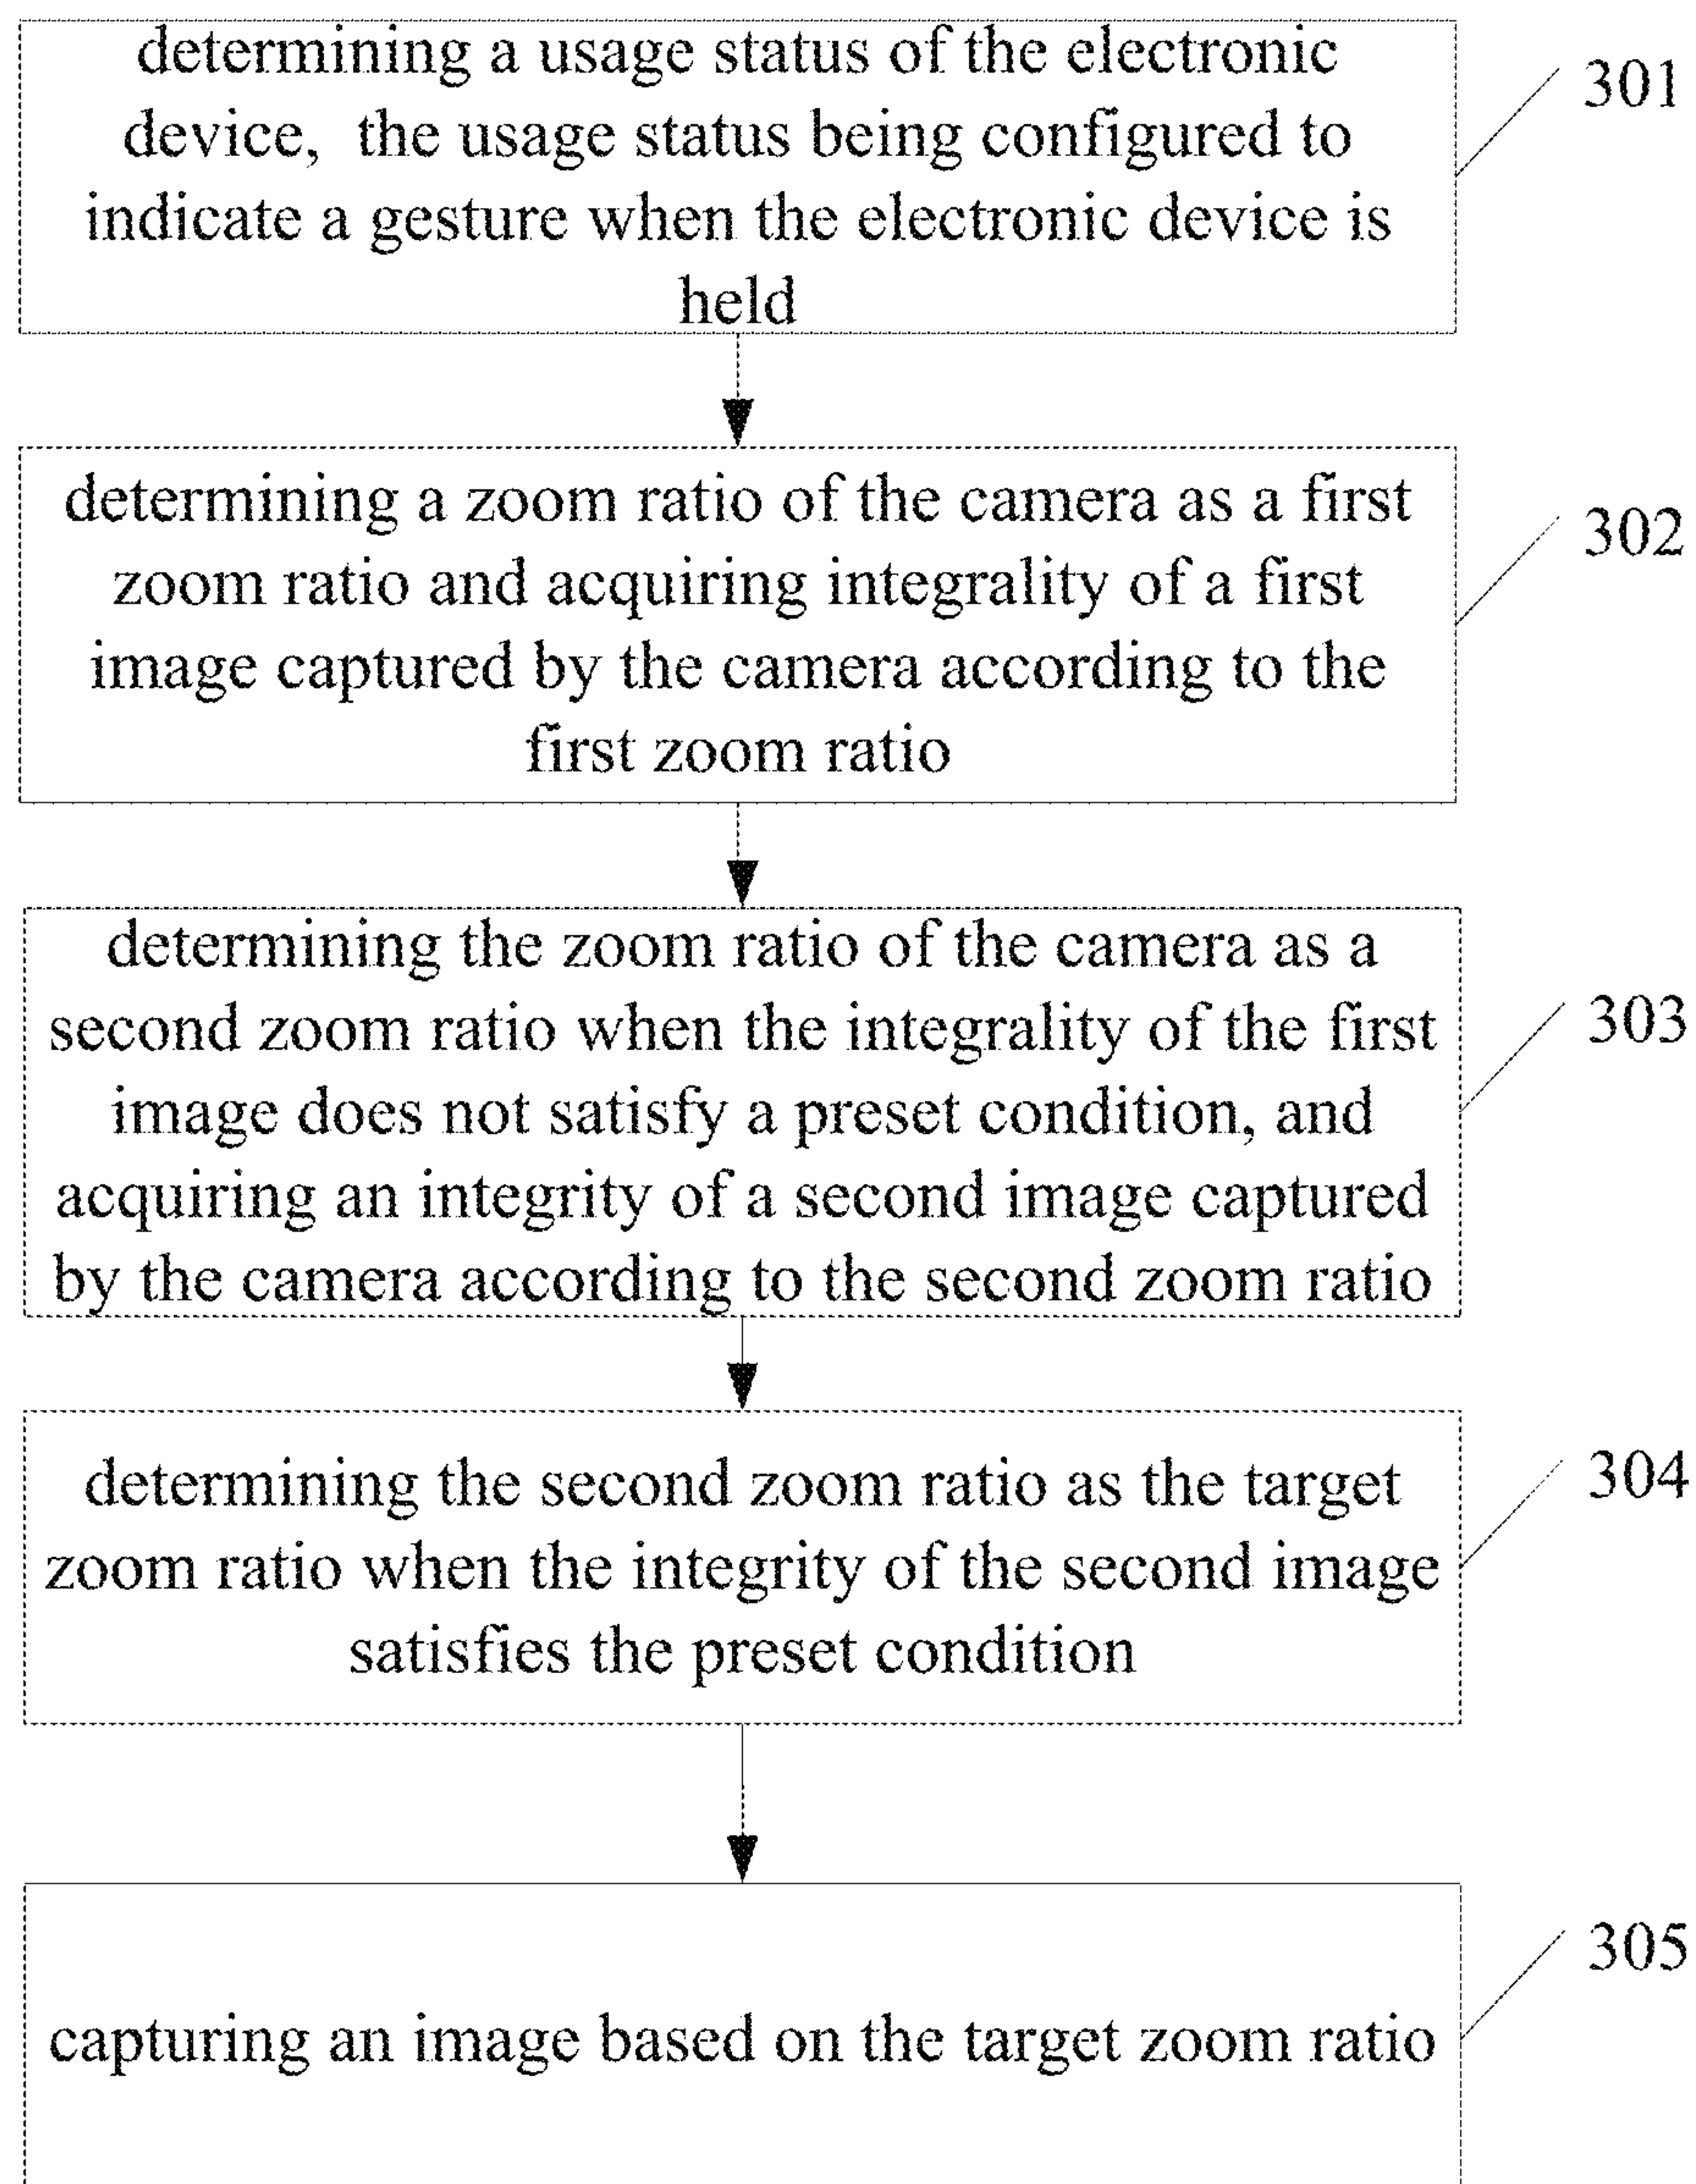 determining a usage status of the electronic
device, the usage status being configured to
indicate a gesture when the electronic device is
held
301
determining a zoom ratio of the camera as a first
zoom ratio and acquiring integrality of a first
image captured by the camera according to the
first zoom ratio
302
determining the zoom ratio of the camera as a
second zoom ratio when the integrality of the first
image does not satisfy a preset condition, and
acquiring an integrity of a second image captured
by the camera according to the second zoom ratio
303
determining the second zoom ratio as the target
zoom ratio when the integrity of the second image
satisfies the preset condition
304
capturing an image based on the target zoom ratio
305